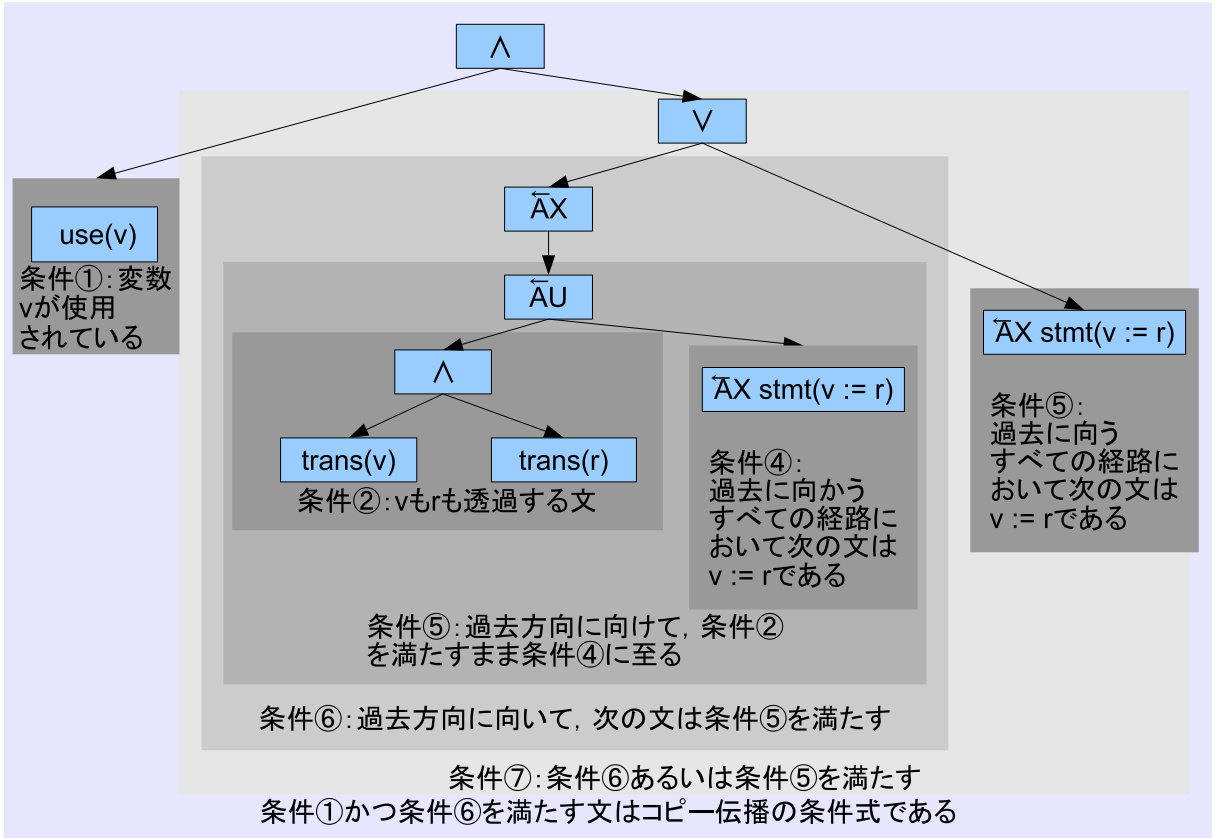 ∧
∨
←AX
←AU
use(v)
条件①：変数
vが使用
されている
∧
trans(v)
trans(r)
条件②：vもrも透過する文
←AX stmt(v := r)
条件④：
過去に向かう
すべての経路に
おいて次の文は
v := rである
←AX stmt(v := r)
条件⑤：
過去に向う
すべての経路に
おいて次の文は
v := rである
条件⑤：過去方向に向けて，条件②
を満たすまま条件④に至る
条件⑥：過去方向に向いて，次の文は条件⑤を満たす
条件⑦：条件⑥あるいは条件⑤を満たす
条件①かつ条件⑥を満たす文はコピー伝播の条件式である